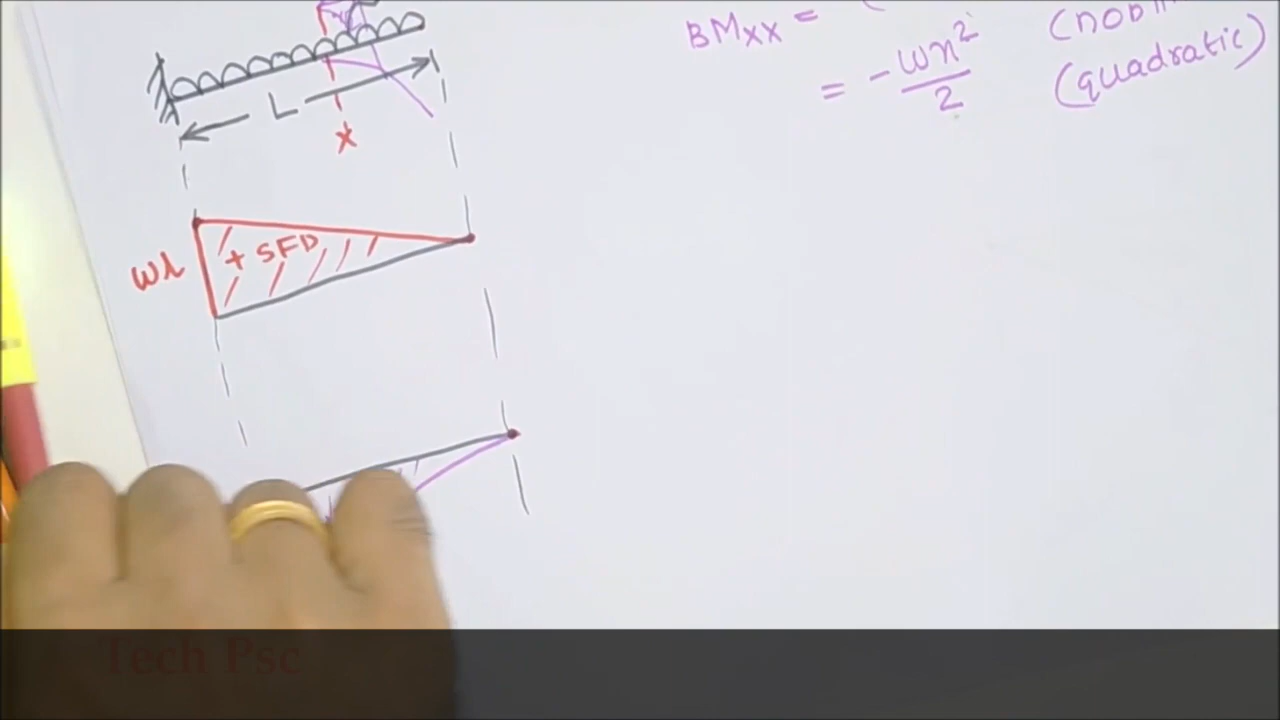 BMxx =
= -wx²/2 (quadratic)
L
x
+ SFD
wl
Tech Psc